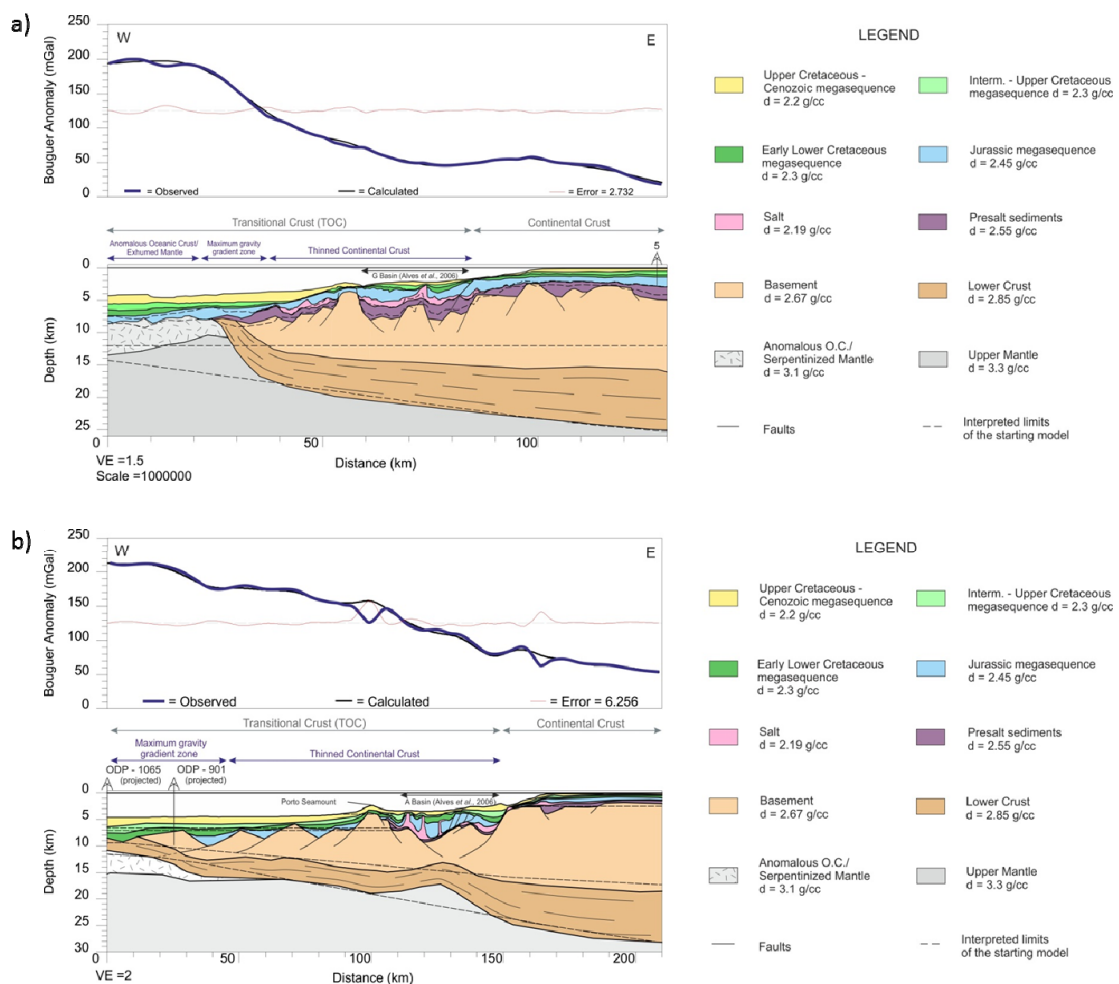 a)
W
E
Bouguer Anomaly (mGal)
250
200
150
100
50
0
= Observed
= Calculated
= Error = 2.732
Transitional Crust (TOC)
Continental Crust
Anomalous Oceanic Crust/
Exhumed Mantle
Maximum gravity
gradient zone
Thinned Continental Crust
G Basin (Alves et al., 2006)
5
Depth (km)
0
5
10
15
20
25
0
50
100
Distance (km)
VE =1.5
Scale =1000000
LEGEND
Upper Cretaceous -
Cenozoic megasequence
d = 2.2 g/cc
Interm. - Upper Cretaceous
megasequence d = 2.3 g/cc
Early Lower Cretaceous
megasequence
d = 2.3 g/cc
Jurassic megasequence
d = 2.45 g/cc
Salt
d = 2.19 g/cc
Presalt sediments
d = 2.55 g/cc
Basement
d = 2.67 g/cc
Lower Crust
d = 2.85 g/cc
Anomalous O.C./
Serpentinized Mantle
d = 3.1 g/cc
Upper Mantle
d = 3.3 g/cc
Faults
Interpreted limits
of the starting model
b)
W
E
Bouguer Anomaly (mGal)
250
200
150
100
50
0
= Observed
= Calculated
= Error = 6.256
Transitional Crust (TOC)
Continental Crust
Maximum gravity
gradient zone
Thinned Continental Crust
ODP - 1065
(projected)
ODP - 901
(projected)
Porto Seamount
A Basin (Alves et al., 2006)
Depth (km)
0
5
10
15
20
25
30
0
50
100
150
200
Distance (km)
VE =2
LEGEND
Upper Cretaceous -
Cenozoic megasequence
d = 2.2 g/cc
Interm. - Upper Cretaceous
megasequence d = 2.3 g/cc
Early Lower Cretaceous
megasequence
d = 2.3 g/cc
Jurassic megasequence
d = 2.45 g/cc
Salt
d = 2.19 g/cc
Presalt sediments
d = 2.55 g/cc
Basement
d = 2.67 g/cc
Lower Crust
d = 2.85 g/cc
Anomalous O.C./
Serpentinized Mantle
d = 3.1 g/cc
Upper Mantle
d = 3.3 g/cc
Faults
Interpreted limits
of the starting model